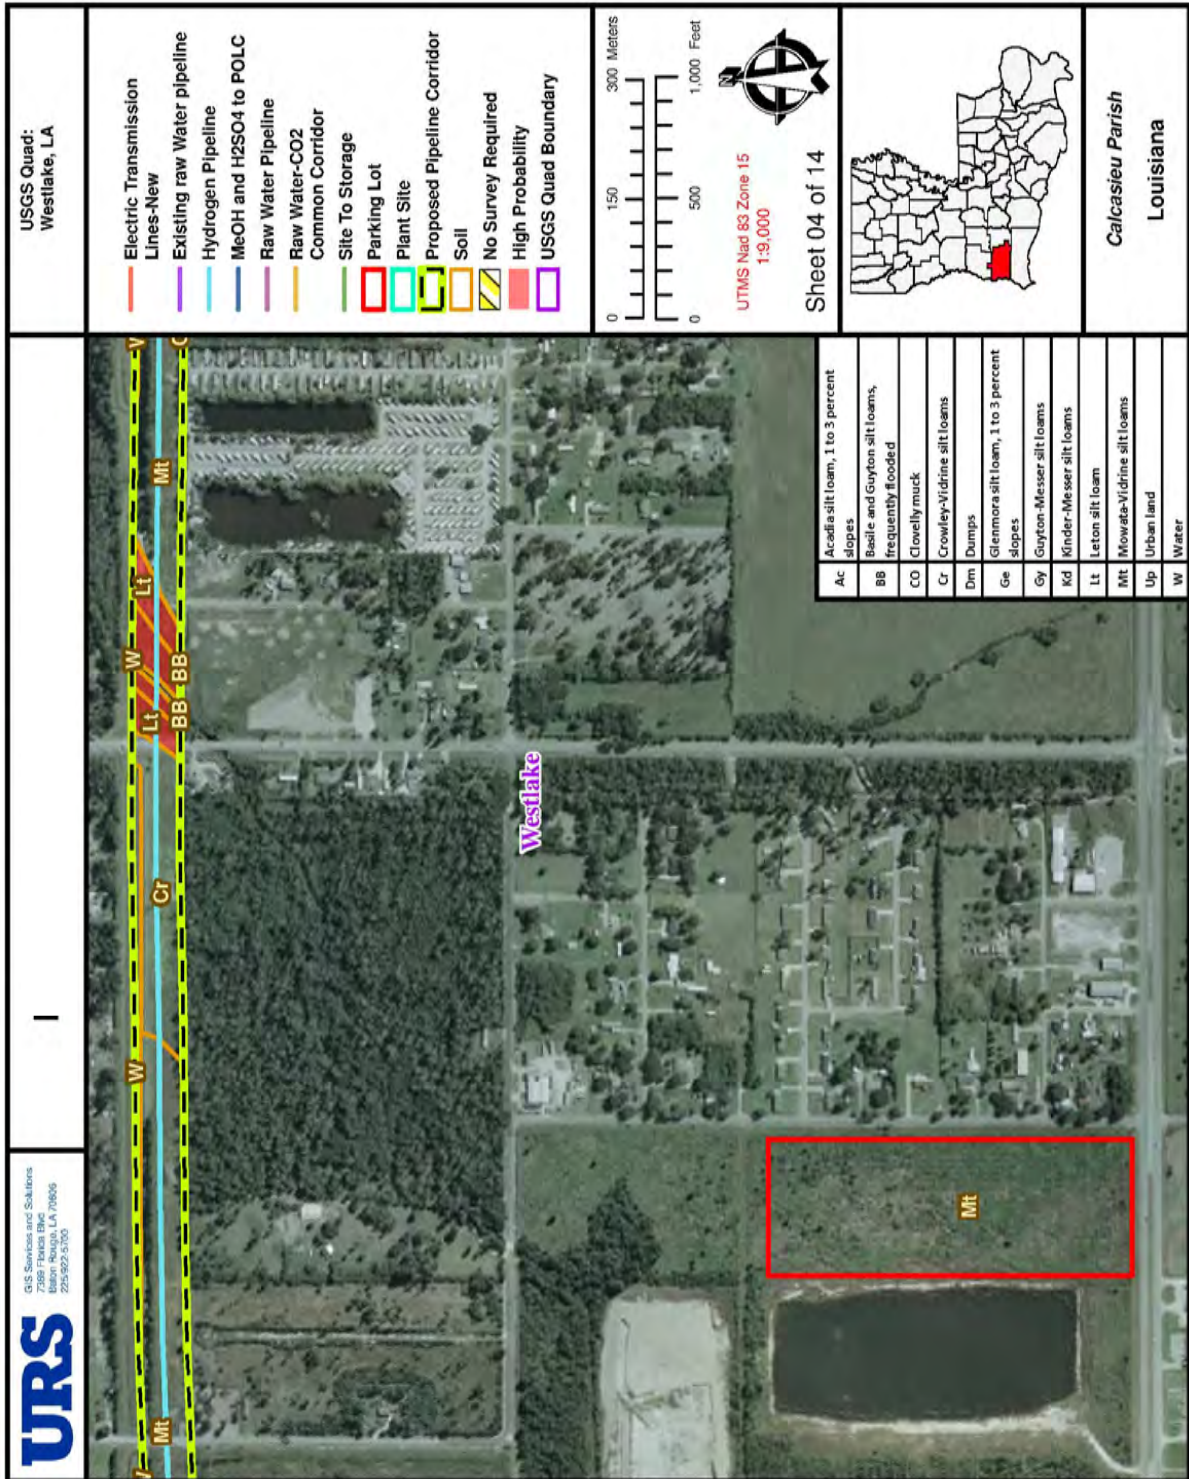 URS
GIS Services and Solutions
7389 Florida Blvd
Baton Rouge, LA 70806
225/922-5700
USGS Quad:
Westlake, LA
W
Mt
W
Cr
Lt
W
BB
BB
Lt
Mt
Westlake
Mt
Electric Transmission
Lines-New
Existing raw Water pipeline
Hydrogen Pipeline
MeOH and H2SO4 to POLC
Raw Water Pipeline
Raw Water-CO2
Common Corridor
Site To Storage
Parking Lot
Plant Site
Proposed Pipeline Corridor
Soil
No Survey Required
High Probability
USGS Quad Boundary
0 150 300 Meters
0 500 1,000 Feet
N
UTMS Nad 83 Zone 15
1:9,000
Sheet 04 of 14
Calcasieu Parish
Louisiana
Ac Acadia silt loam, 1 to 3 percent
slopes
BB Basile and Guyton silt loams,
frequently flooded
CO Clovelly muck
Cr Crowley-Vidrine silt loams
Dm Dumps
Ge Glenmora silt loam, 1 to 3 percent
slopes
Gy Guyton-Messer silt loams
Kd Kinder-Messer silt loams
Lt Leton silt loam
Mt Mowata-Vidrine silt loams
Up Urban land
W Water